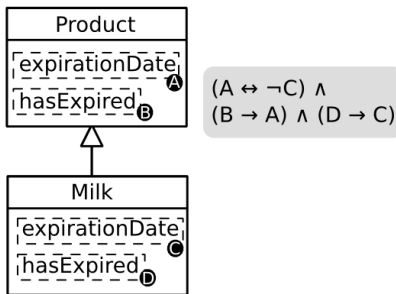 Product
expirationDate
A
hasExpired
B
(A ↔ ¬C) ∧
(B → A) ∧ (D → C)
Milk
expirationDate
C
hasExpired
D